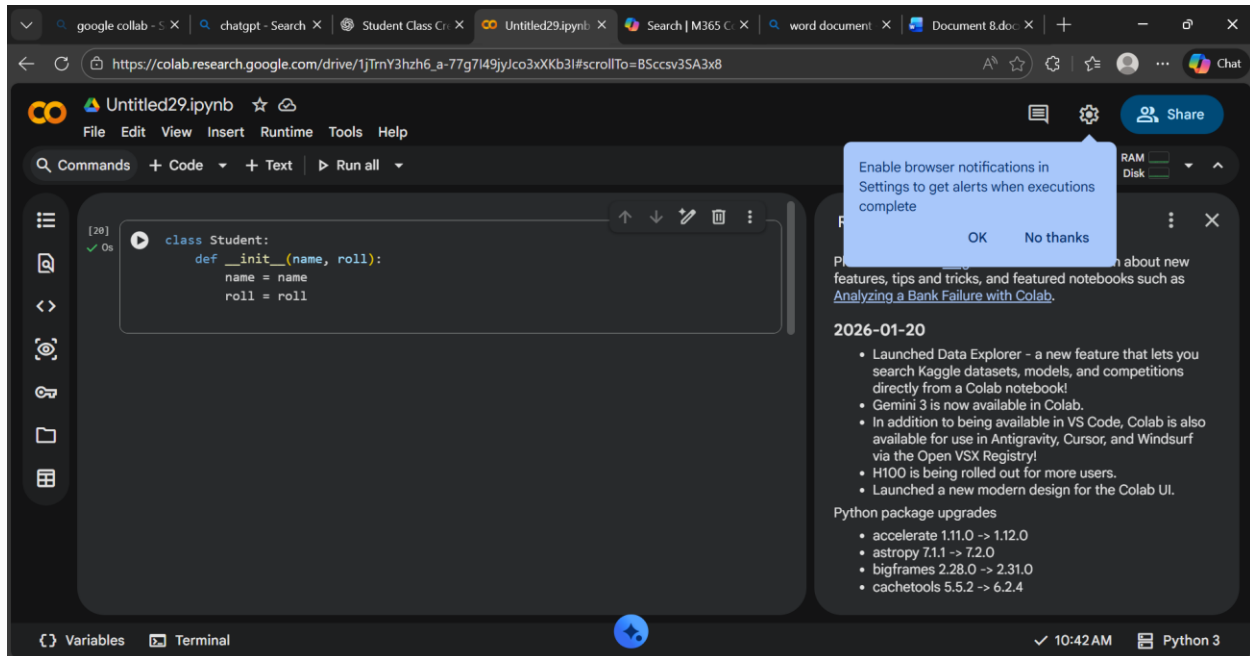 google collab - S
chatgpt - Search
Student Class Cre
Untitled29.ipynb
Search | M365 Co
word document
Document 8.doc
https://colab.research.google.com/drive/1jTrnY3hzh6_a-77g7I49jyJco3xXKb3I#scrollTo=BSccsv3SA3x8
Chat
Untitled29.ipynb
File Edit View Insert Runtime Tools Help
Share
Commands + Code + Text Run all
RAM
Disk
Enable browser notifications in
Settings to get alerts when executions
complete
OK No thanks
[20]
0s
class Student:
def __init__(name, roll):
name = name
roll = roll
about new
features, tips and tricks, and featured notebooks such as
Analyzing a Bank Failure with Colab.
2026-01-20
• Launched Data Explorer - a new feature that lets you
search Kaggle datasets, models, and competitions
directly from a Colab notebook!
• Gemini 3 is now available in Colab.
• In addition to being available in VS Code, Colab is also
available for use in Antigravity, Cursor, and Windsurf
via the Open VSX Registry!
• H100 is being rolled out for more users.
• Launched a new modern design for the Colab UI.
Python package upgrades
• accelerate 1.11.0 -> 1.12.0
• astropy 7.1.1 -> 7.2.0
• bigframes 2.28.0 -> 2.31.0
• cachetools 5.5.2 -> 6.2.4
{} Variables Terminal
10:42 AM Python 3